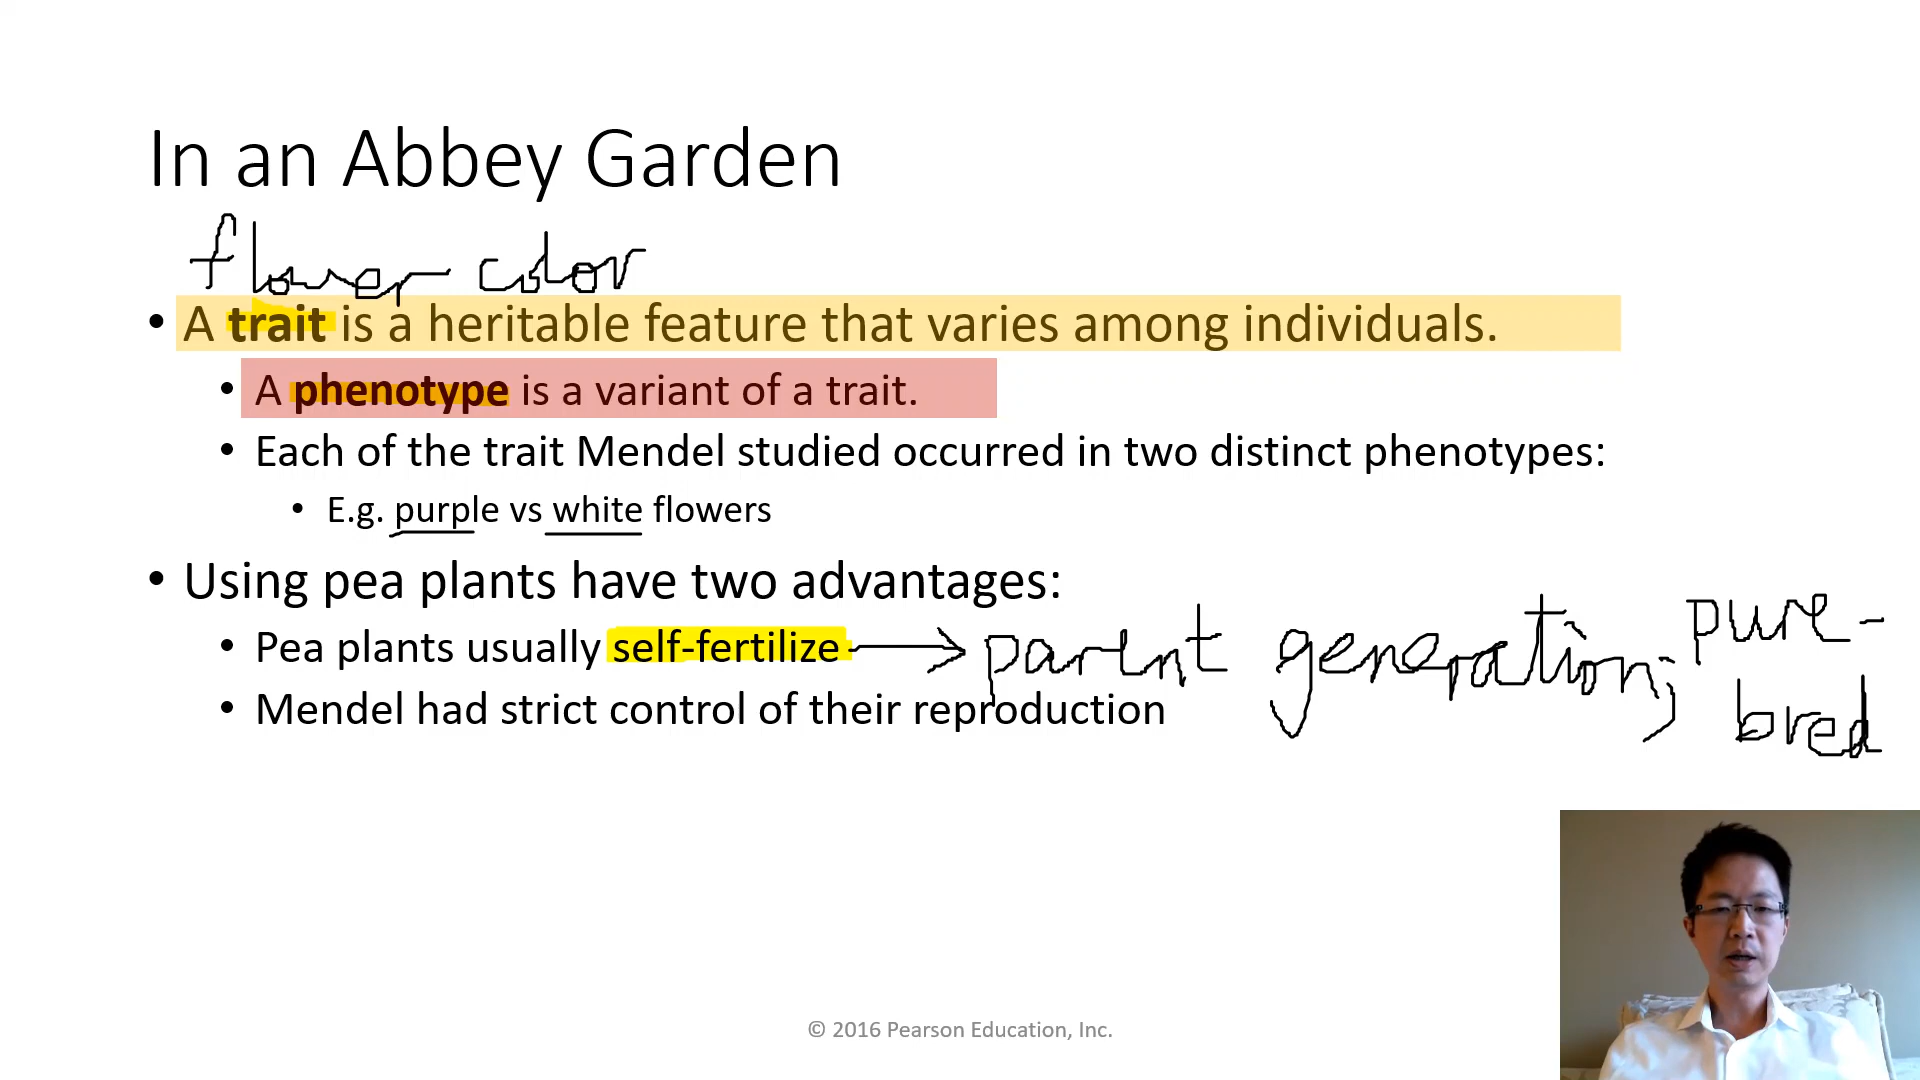 In an Abbey Garden
flower color
• A trait is a heritable feature that varies among individuals.
• A phenotype is a variant of a trait.
• Each of the trait Mendel studied occurred in two distinct phenotypes:
• E.g. purple vs white flowers
• Using pea plants have two advantages:
• Pea plants usually self-fertilize → parent generation, pure-
bred
• Mendel had strict control of their reproduction
© 2016 Pearson Education, Inc.